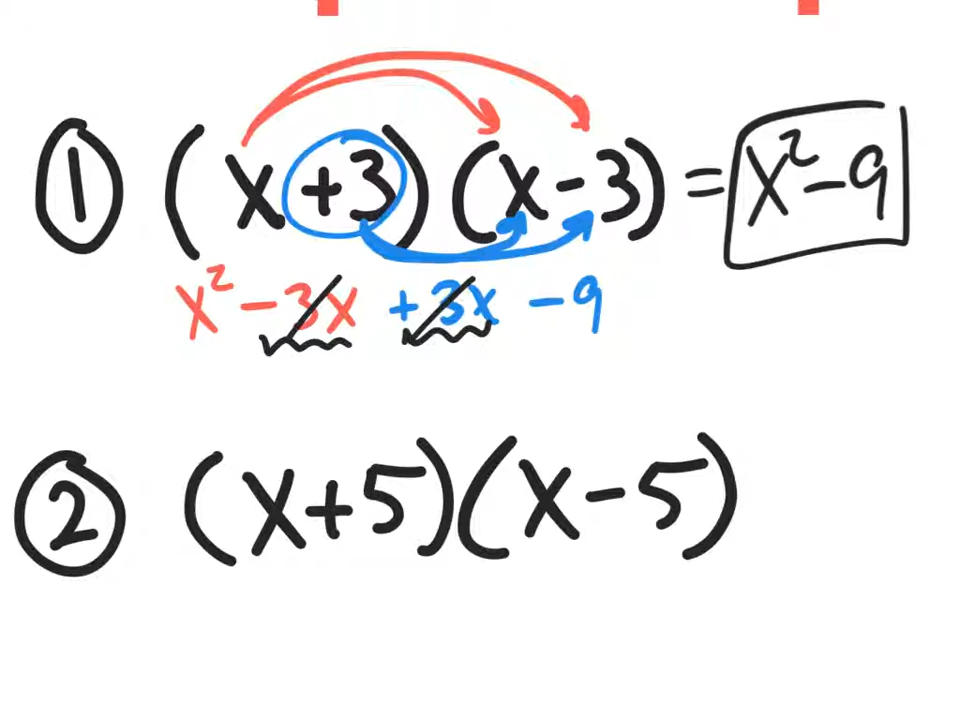 ① (x+3)(x-3) = x²-9
x² -3x +3x -9
② (x+5)(x-5)